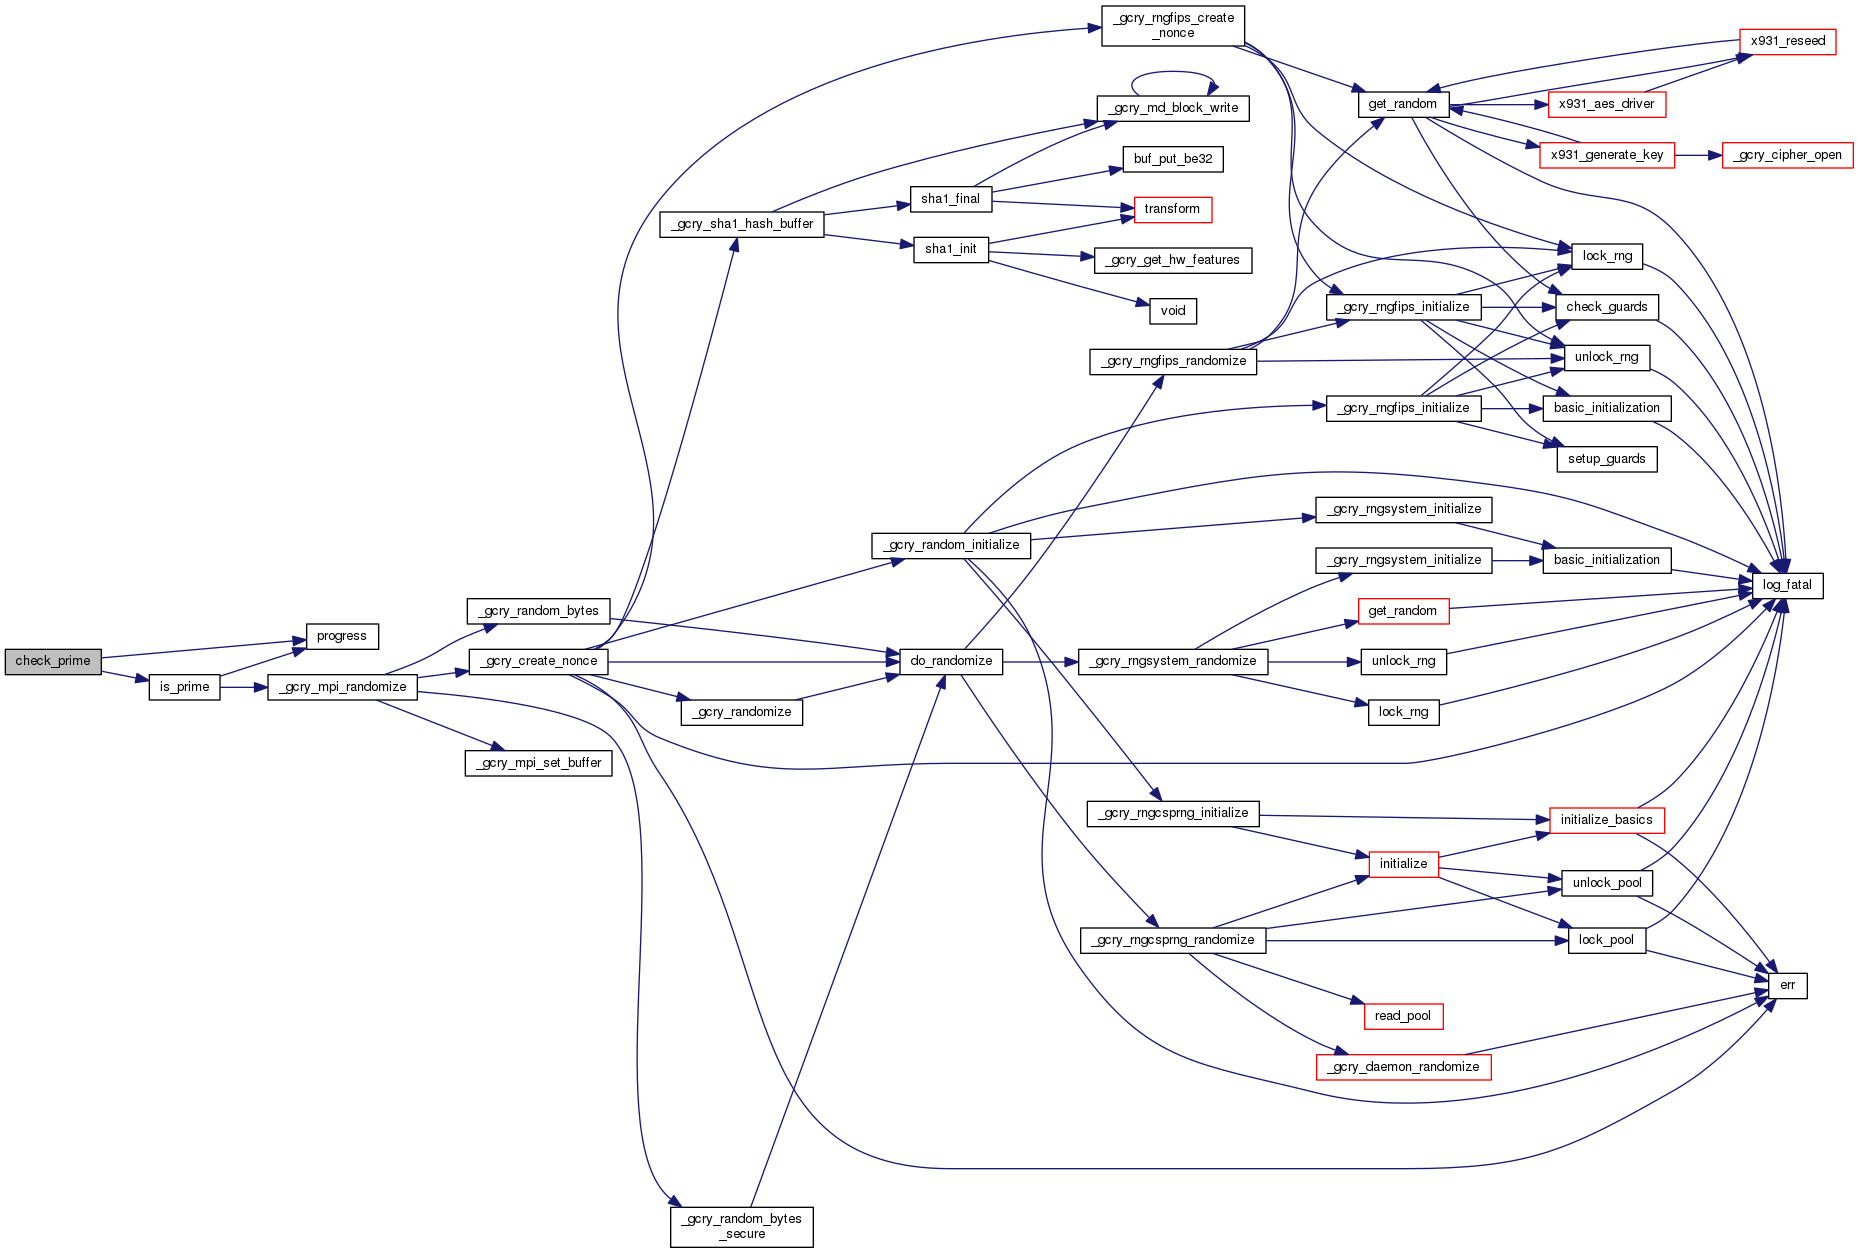 check_prime
progress
is_prime
_gcry_mpi_randomize
_gcry_random_bytes
_gcry_create_nonce
_gcry_mpi_set_buffer
_gcry_sha1_hash_buffer
_gcry_randomize
_gcry_random_bytes
_secure
_gcry_random_initialize
do_randomize
sha1_final
sha1_init
_gcry_rngfips_create
_nonce
_gcry_md_block_write
buf_put_be32
transform
_gcry_get_hw_features
void
_gcry_rngfips_randomize
_gcry_rngsystem_randomize
_gcry_rngcsprng_initialize
_gcry_rngcsprng_randomize
get_random
_gcry_rngfips_initialize
_gcry_rngfips_initialize
_gcry_rngsystem_initialize
_gcry_rngsystem_initialize
get_random
unlock_rng
lock_rng
initialize
read_pool
_gcry_daemon_randomize
x931_aes_driver
x931_generate_key
lock_rng
check_guards
unlock_rng
basic_initialization
setup_guards
basic_initialization
initialize_basics
unlock_pool
lock_pool
x931_reseed
_gcry_cipher_open
log_fatal
err